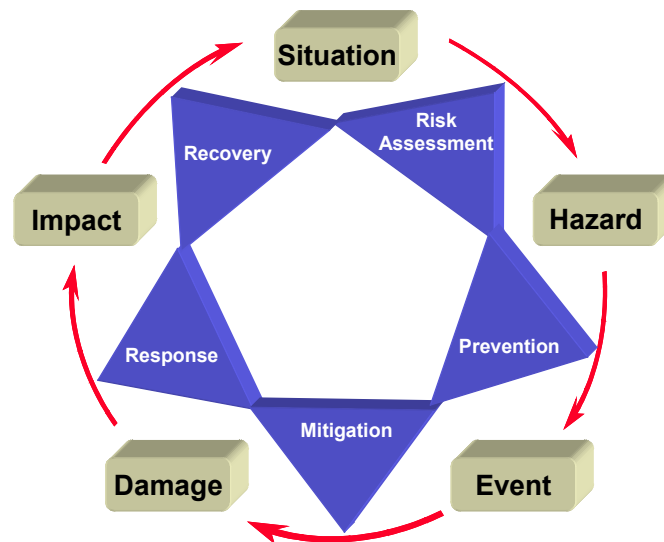 Situation
Risk
Assessment
Recovery
Impact
Hazard
Response
Prevention
Mitigation
Damage
Event